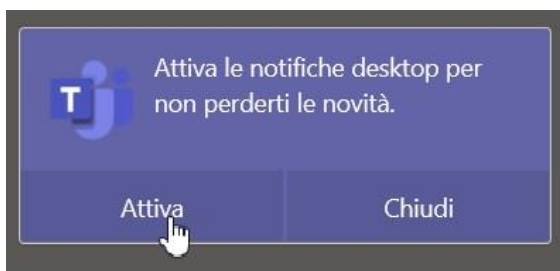 Attiva le notifiche desktop per
non perderti le novità.
T
Attiva
Chiudi